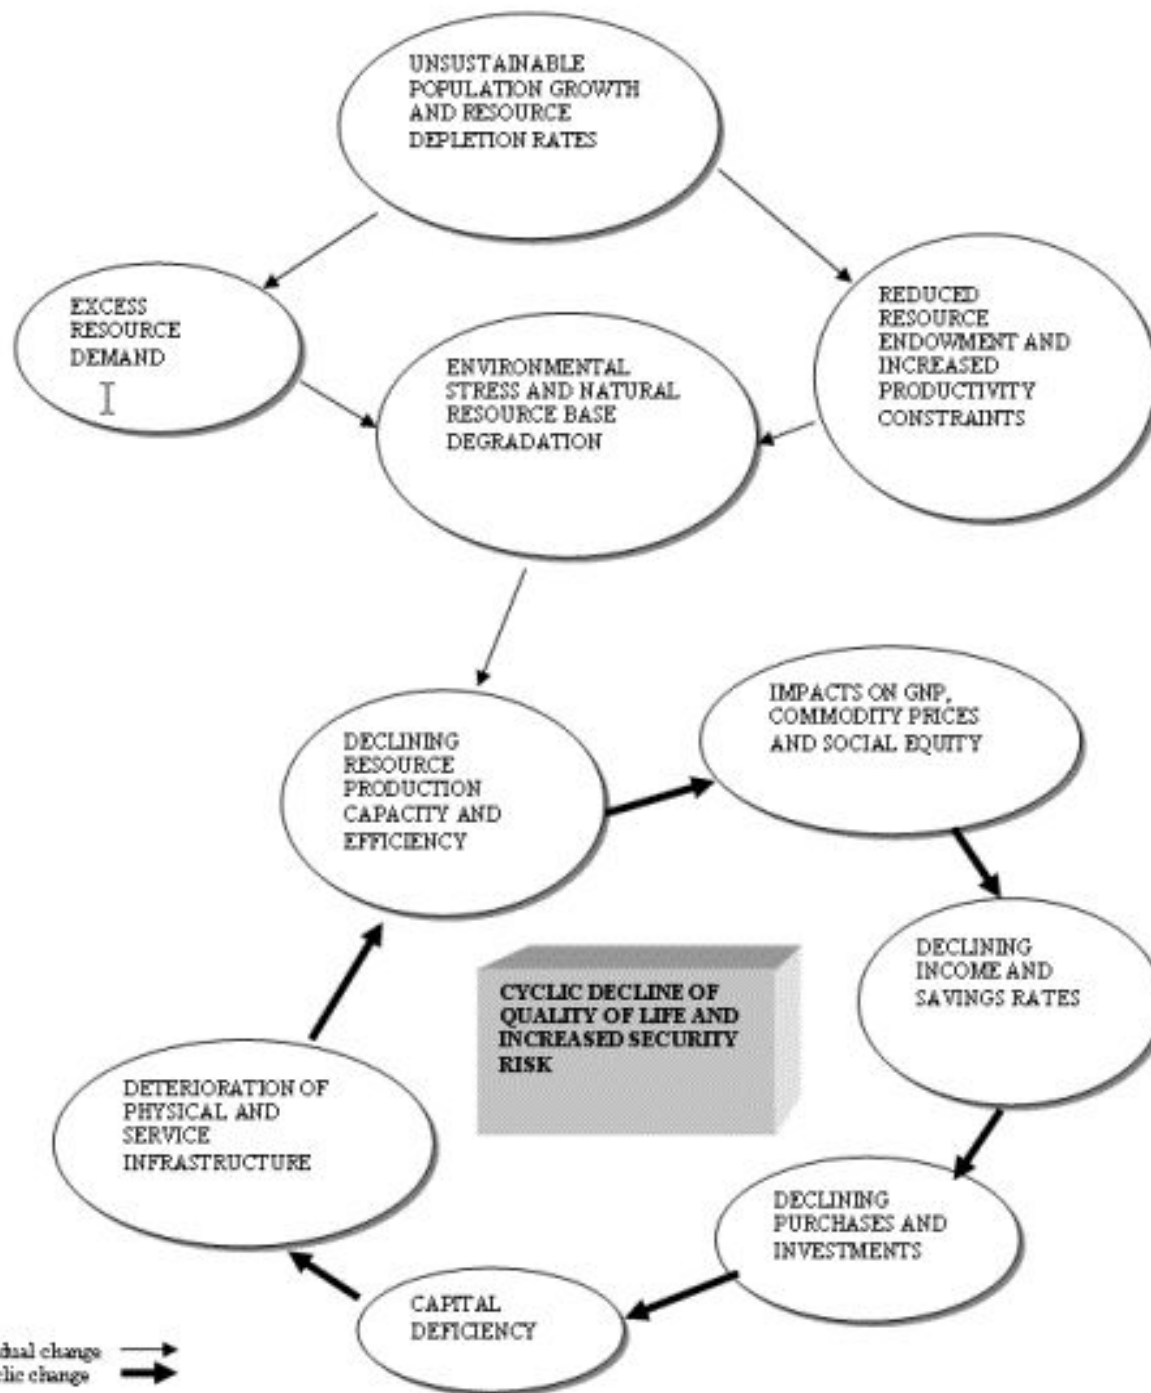 UNSUSTAINABLE
POPULATION GROWTH
AND RESOURCE
DEPLETION RATES
EXCESS
RESOURCE
DEMAND
ENVIRONMENTAL
STRESS AND NATURAL
RESOURCE BASE
DEGRADATION
REDUCED
RESOURCE
ENDOWMENT AND
INCREASED
PRODUCTIVITY
CONSTRAINTS
DECLINING
RESOURCE
PRODUCTION
CAPACITY AND
EFFICIENCY
IMPACTS ON GNP,
COMMODITY PRICES
AND SOCIAL EQUITY
DECLINING
INCOME AND
SAVINGS RATES
CYCLIC DECLINE OF
QUALITY OF LIFE AND
INCREASED SECURITY
RISK
DETERIORATION OF
PHYSICAL AND
SERVICE
INFRASTRUCTURE
DECLINING
PURCHASES AND
INVESTMENTS
CAPITAL
DEFICIENCY
change
change